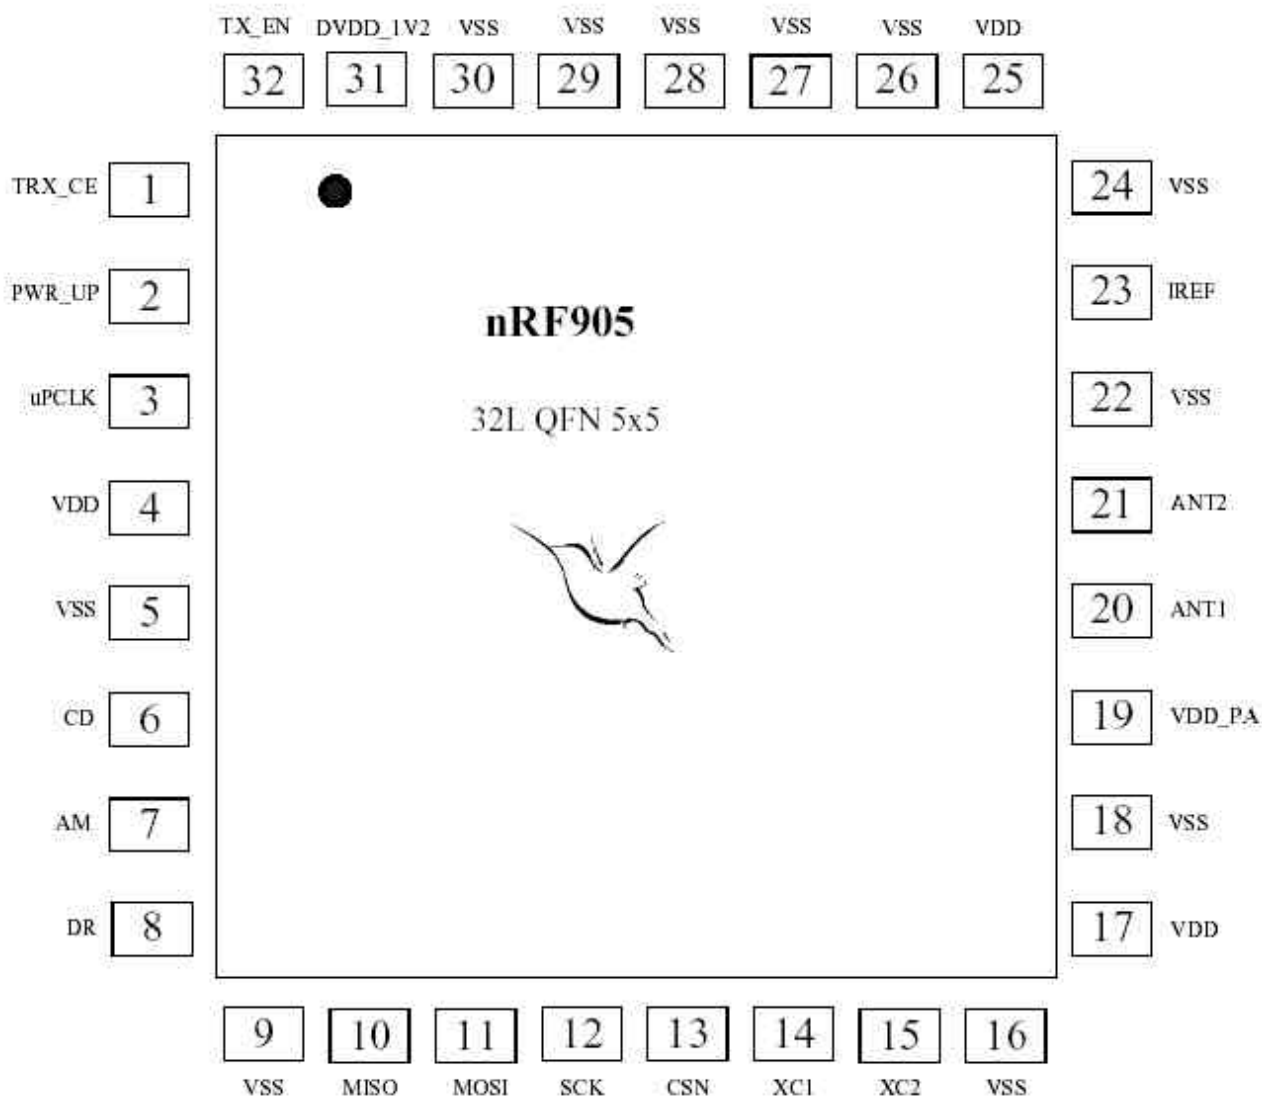 TX_EN DVDD_1V2 VSS VSS VSS VSS VSS VDD
32 31 30 29 28 27 26 25
TRX_CE 1 24 VSS
PWR_UP 2 23 IREF
nRF905
uPCLK 3 22 VSS
32L QFN 5x5
VDD 4 21 ANT2
VSS 5 20 ANT1
CD 6 19 VDD_PA
AM 7 18 VSS
DR 8 17 VDD
9 10 11 12 13 14 15 16
VSS MISO MOSI SCK CSN XC1 XC2 VSS